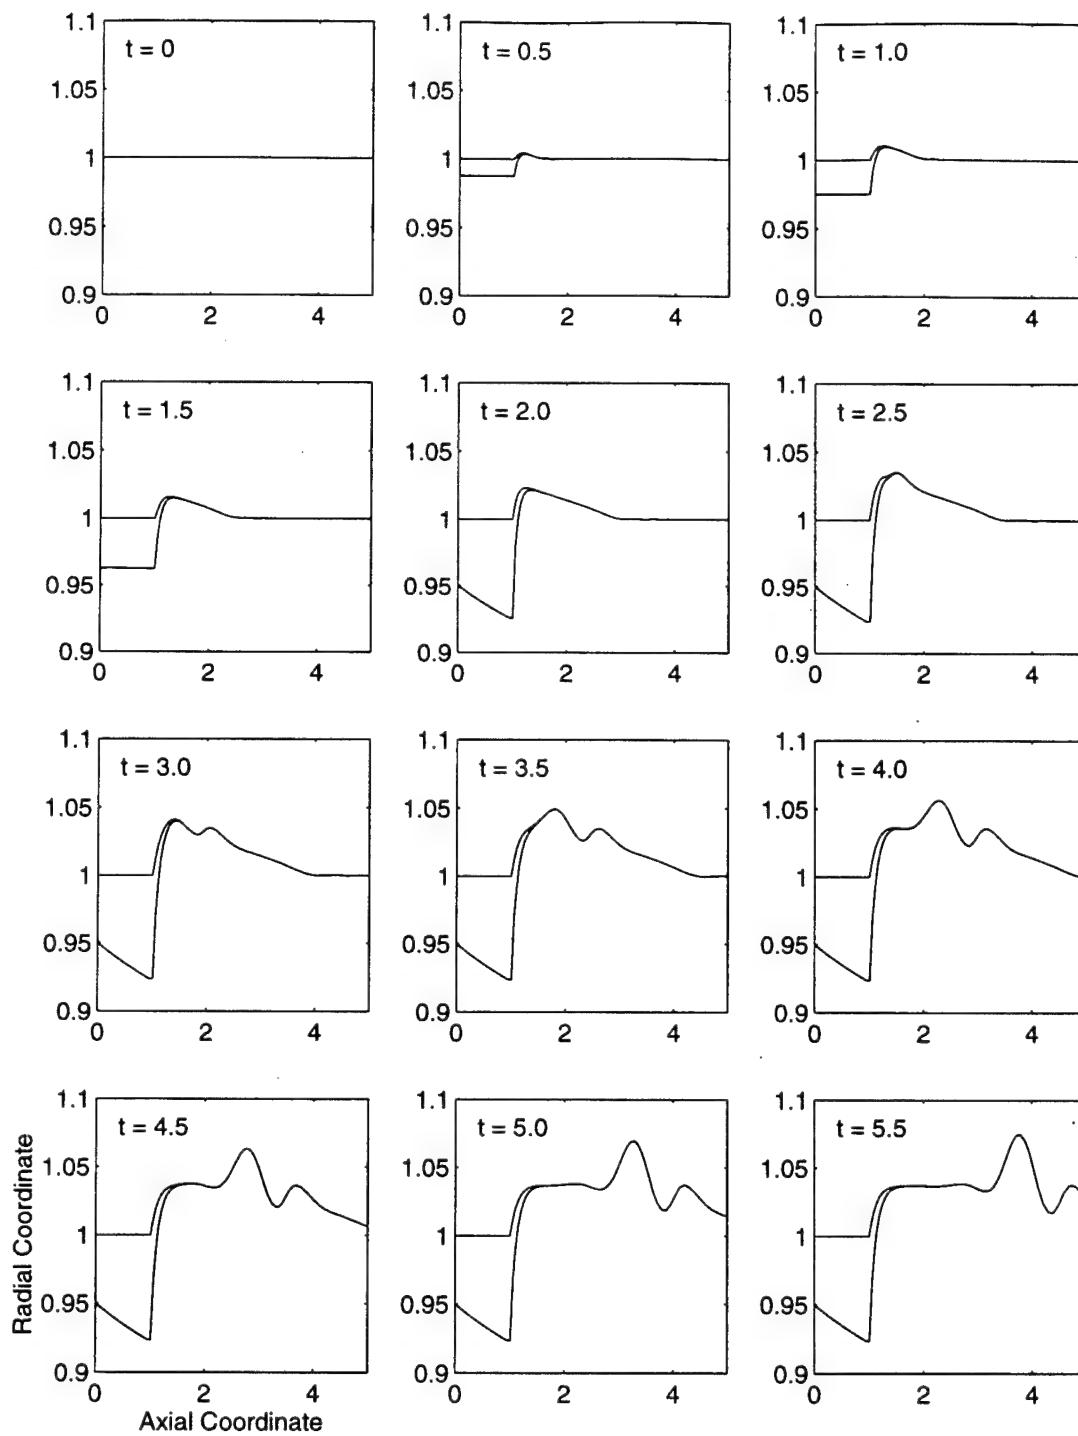 1.1
t = 0
1.05
1
0.95
0.9
0 2 4
1.1
t = 0.5
1.05
1
0.95
0.9
0 2 4
1.1
t = 1.0
1.05
1
0.95
0.9
0 2 4
1.1
t = 1.5
1.05
1
0.95
0.9
0 2 4
1.1
t = 2.0
1.05
1
0.95
0.9
0 2 4
1.1
t = 2.5
1.05
1
0.95
0.9
0 2 4
1.1
t = 3.0
1.05
1
0.95
0.9
0 2 4
1.1
t = 3.5
1.05
1
0.95
0.9
0 2 4
1.1
t = 4.0
1.05
1
0.95
0.9
0 2 4
Radial Coordinate
1.1
t = 4.5
1.05
1
0.95
0.9
0 2 4
Axial Coordinate
1.1
t = 5.0
1.05
1
0.95
0.9
0 2 4
1.1
t = 5.5
1.05
1
0.95
0.9
0 2 4